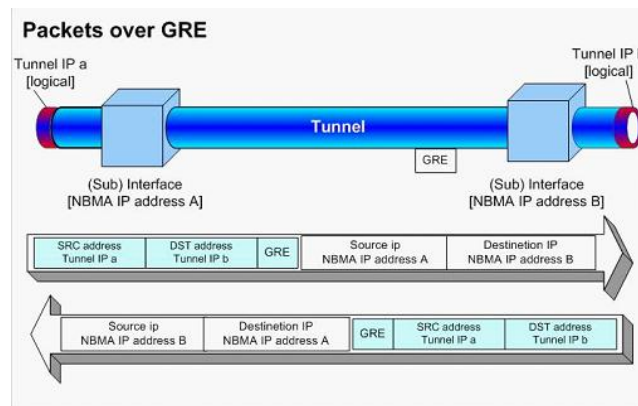 Packets over GRE
Tunnel IP a
[logical]
Tunnel IP
[logical]
Tunnel
GRE
(Sub) Interface
[NBMA IP address A]
(Sub) Interface
[NBMA IP address B]
SRC address
Tunnel IP a
DST address
Tunnel IP b
GRE
Source ip
NBMA IP address A
Destinetion IP
NBMA IP address B
Source ip
NBMA IP address B
Destinetion IP
NBMA IP address A
GRE
SRC address
Tunnel IP a
DST address
Tunnel IP b